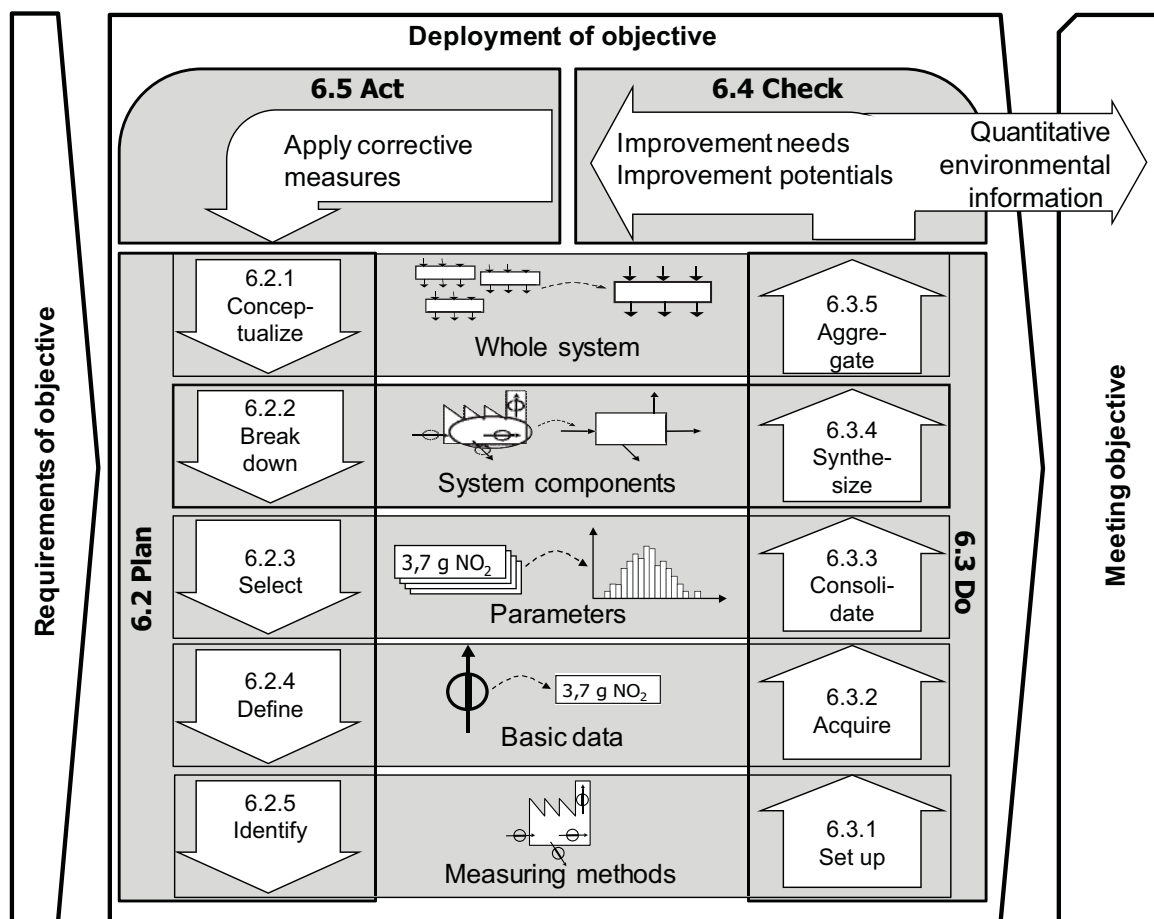 Requirements of objective
Deployment of objective
6.5 Act
Apply corrective
measures
6.4 Check
Improvement needs
Improvement potentials
Quantitative
environmental
information
6.2 Plan
6.2.1
Concep-
tualize
Whole system
6.3.5
Aggre-
gate
6.2.2
Break
down
System components
6.3.4
Synthe-
size
6.2.3
Select
3,7 g NO₂
Parameters
6.3.3
Consoli-
date
6.2.4
Define
3,7 g NO₂
Basic data
6.3.2
Acquire
6.2.5
Identify
Measuring methods
6.3.1
Set up
6.3 Do
Meeting objective